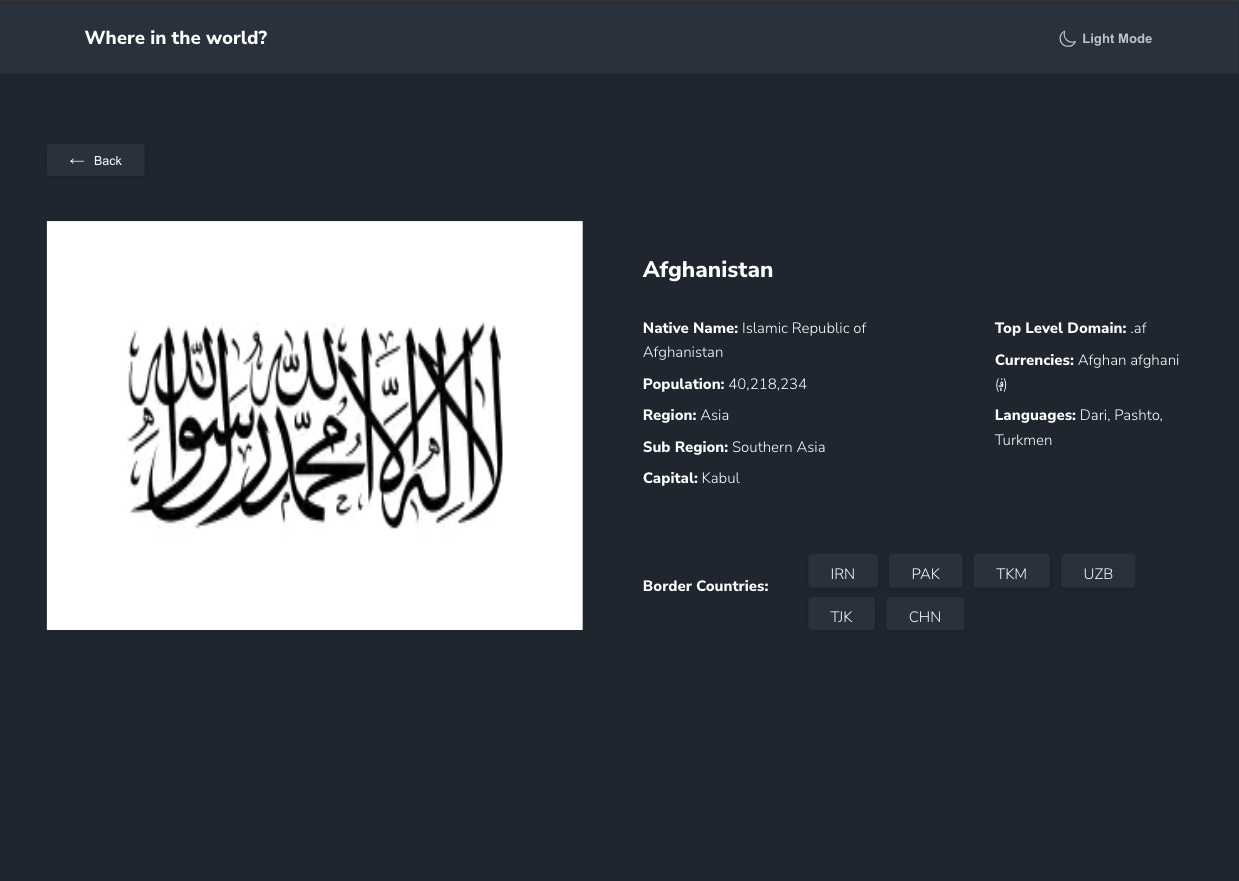 Where in the world?
Light Mode
← Back
لا إله إلا الله محمد رسول الله
Afghanistan
Native Name: Islamic Republic of
Afghanistan
Population: 40,218,234
Region: Asia
Sub Region: Southern Asia
Capital: Kabul
Top Level Domain: .af
Currencies: Afghan afghani
(؋)
Languages: Dari, Pashto,
Turkmen
Border Countries:
IRN PAK TKM UZB
TJK CHN